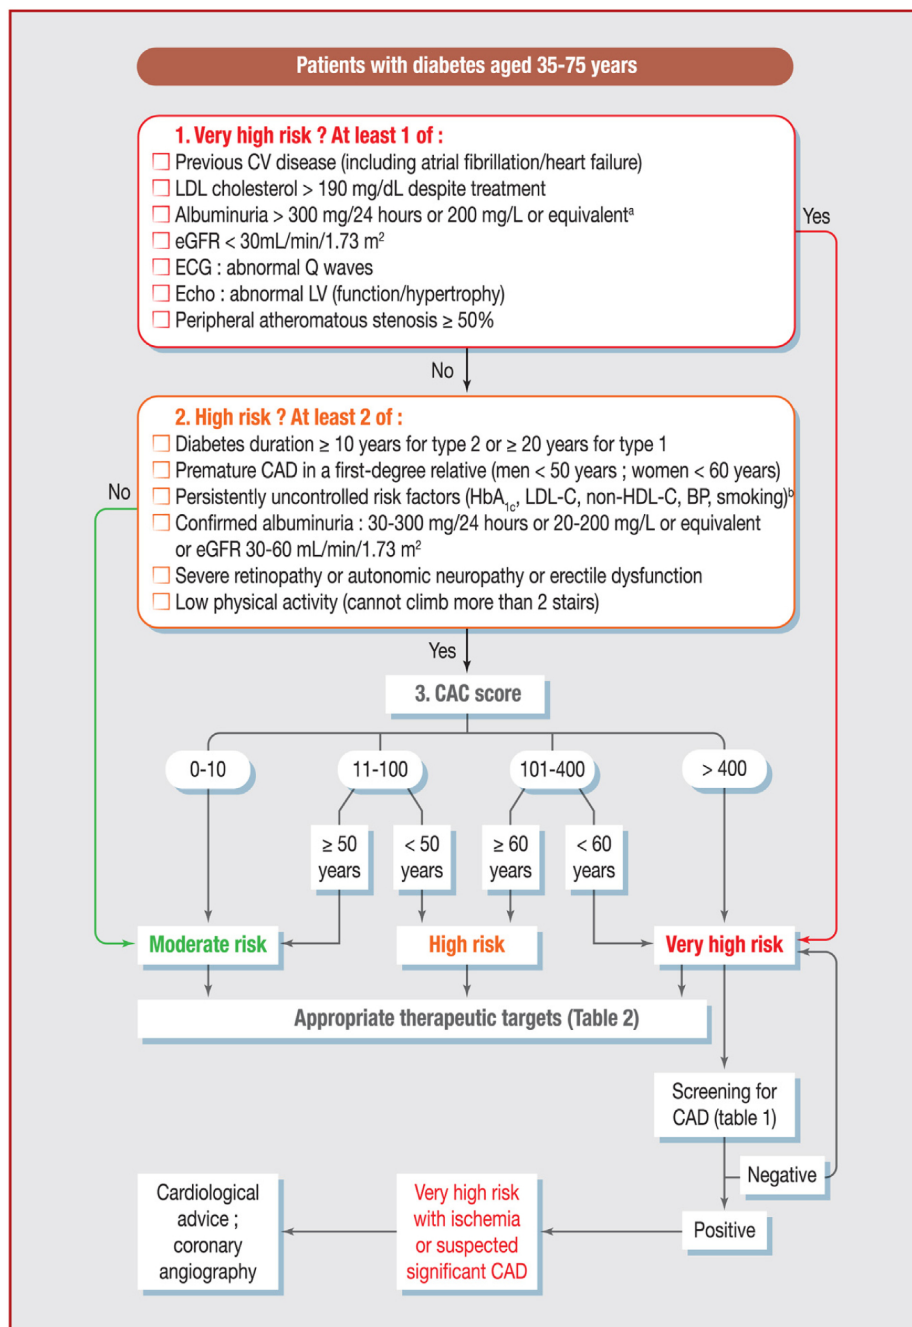 Patients with diabetes aged 35-75 years
1. Very high risk ? At least 1 of :
Previous CV disease (including atrial fibrillation/heart failure)
LDL cholesterol > 190 mg/dL despite treatment
Albuminuria > 300 mg/24 hours or 200 mg/L or equivalentᵃ
eGFR < 30mL/min/1.73 m²
ECG : abnormal Q waves
Echo : abnormal LV (function/hypertrophy)
Peripheral atheromatous stenosis ≥ 50%
Yes
No
2. High risk ? At least 2 of :
Diabetes duration ≥ 10 years for type 2 or ≥ 20 years for type 1
Premature CAD in a first-degree relative (men < 50 years ; women < 60 years)
Persistently uncontrolled risk factors (HbA₁c, LDL-C, non-HDL-C, BP, smoking)ᵇ
Confirmed albuminuria : 30-300 mg/24 hours or 20-200 mg/L or equivalent
or eGFR 30-60 mL/min/1.73 m²
Severe retinopathy or autonomic neuropathy or erectile dysfunction
Low physical activity (cannot climb more than 2 stairs)
No
Yes
3. CAC score
0-10
11-100
101-400
> 400
≥ 50
years
< 50
years
≥ 60
years
< 60
years
Moderate risk
High risk
Very high risk
Appropriate therapeutic targets (Table 2)
Screening for
CAD (table 1)
Negative
Positive
Very high risk
with ischemia
or suspected
significant CAD
Cardiological
advice ;
coronary
angiography